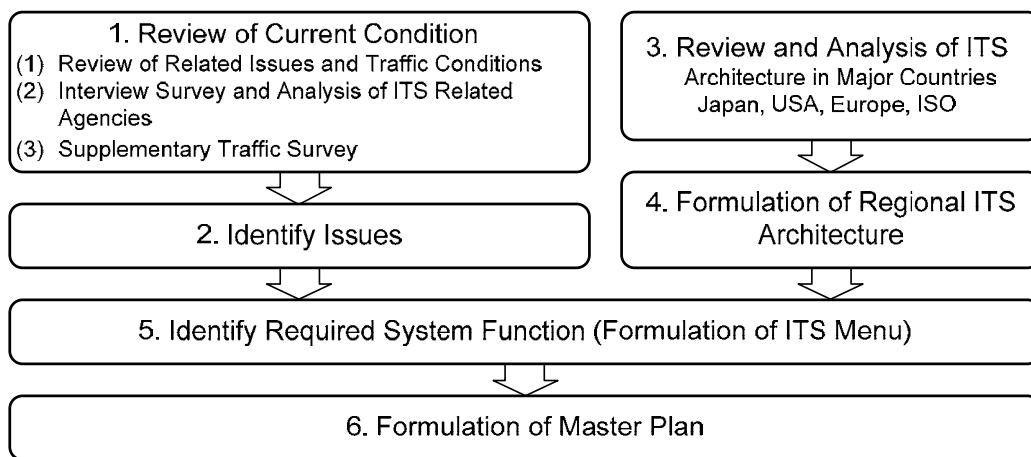 1. Review of Current Condition
(1) Review of Related Issues and Traffic Conditions
(2) Interview Survey and Analysis of ITS Related
Agencies
(3) Supplementary Traffic Survey
2. Identify Issues
3. Review and Analysis of ITS
Architecture in Major Countries
Japan, USA, Europe, ISO
4. Formulation of Regional ITS
Architecture
5. Identify Required System Function (Formulation of ITS Menu)
6. Formulation of Master Plan